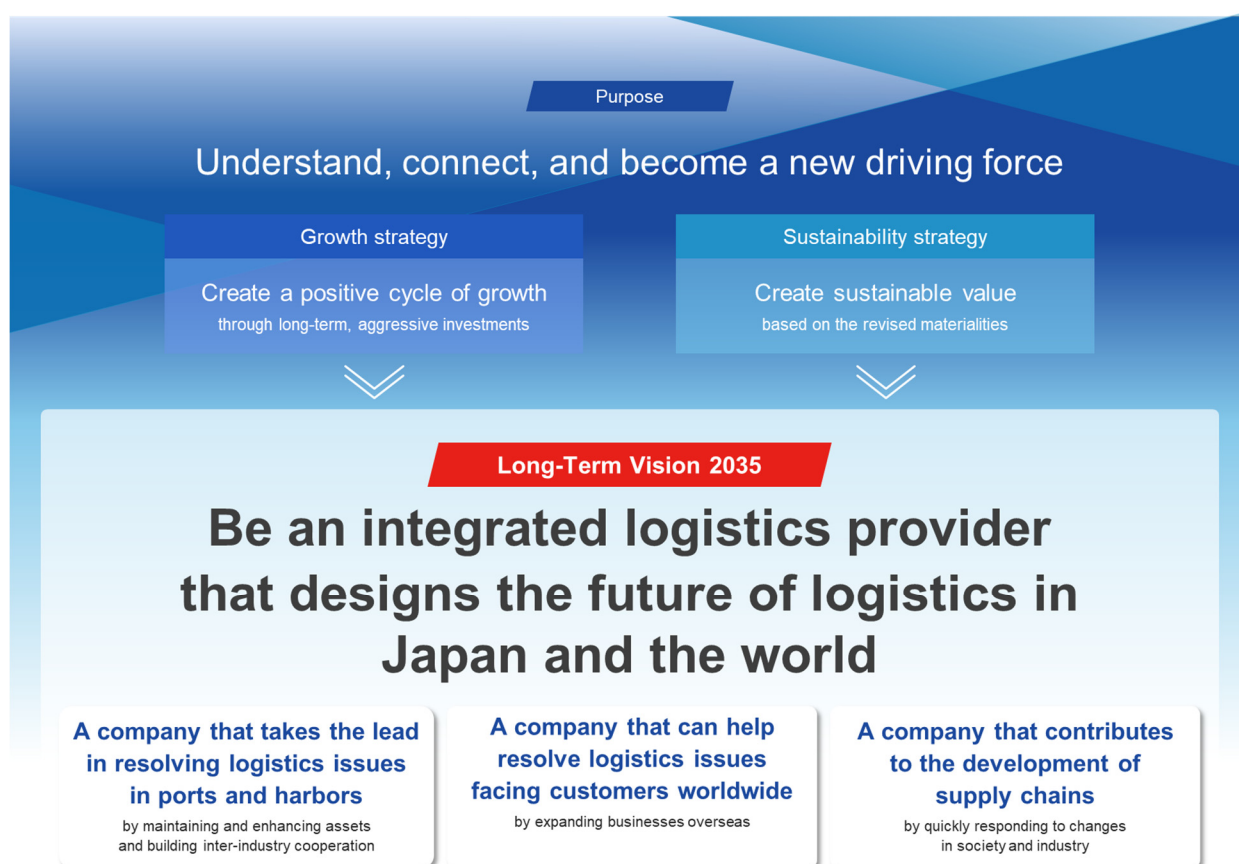 Purpose
Understand, connect, and become a new driving force
Growth strategy
Create a positive cycle of growth
through long-term, aggressive investments
Sustainability strategy
Create sustainable value
based on the revised materialities
Long-Term Vision 2035
Be an integrated logistics provider
that designs the future of logistics in
Japan and the world
A company that takes the lead
in resolving logistics issues
in ports and harbors
by maintaining and enhancing assets
and building inter-industry cooperation
A company that can help
resolve logistics issues
facing customers worldwide
by expanding businesses overseas
A company that contributes
to the development of
supply chains
by quickly responding to changes
in society and industry